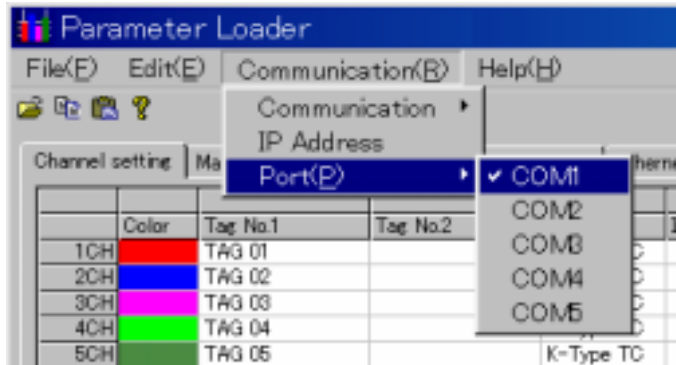 Parameter Loader
File(F) Edit(E) Communication(R) Help(H)
Communication
IP Address
Port(P)
COM1
COM2
COM3
COM4
COM5
Channel setting Ma
Color Tag No.1 Tag No.2
1CH TAG 01
2CH TAG 02
3CH TAG 03
4CH TAG 04
5CH TAG 05 K-Type TC